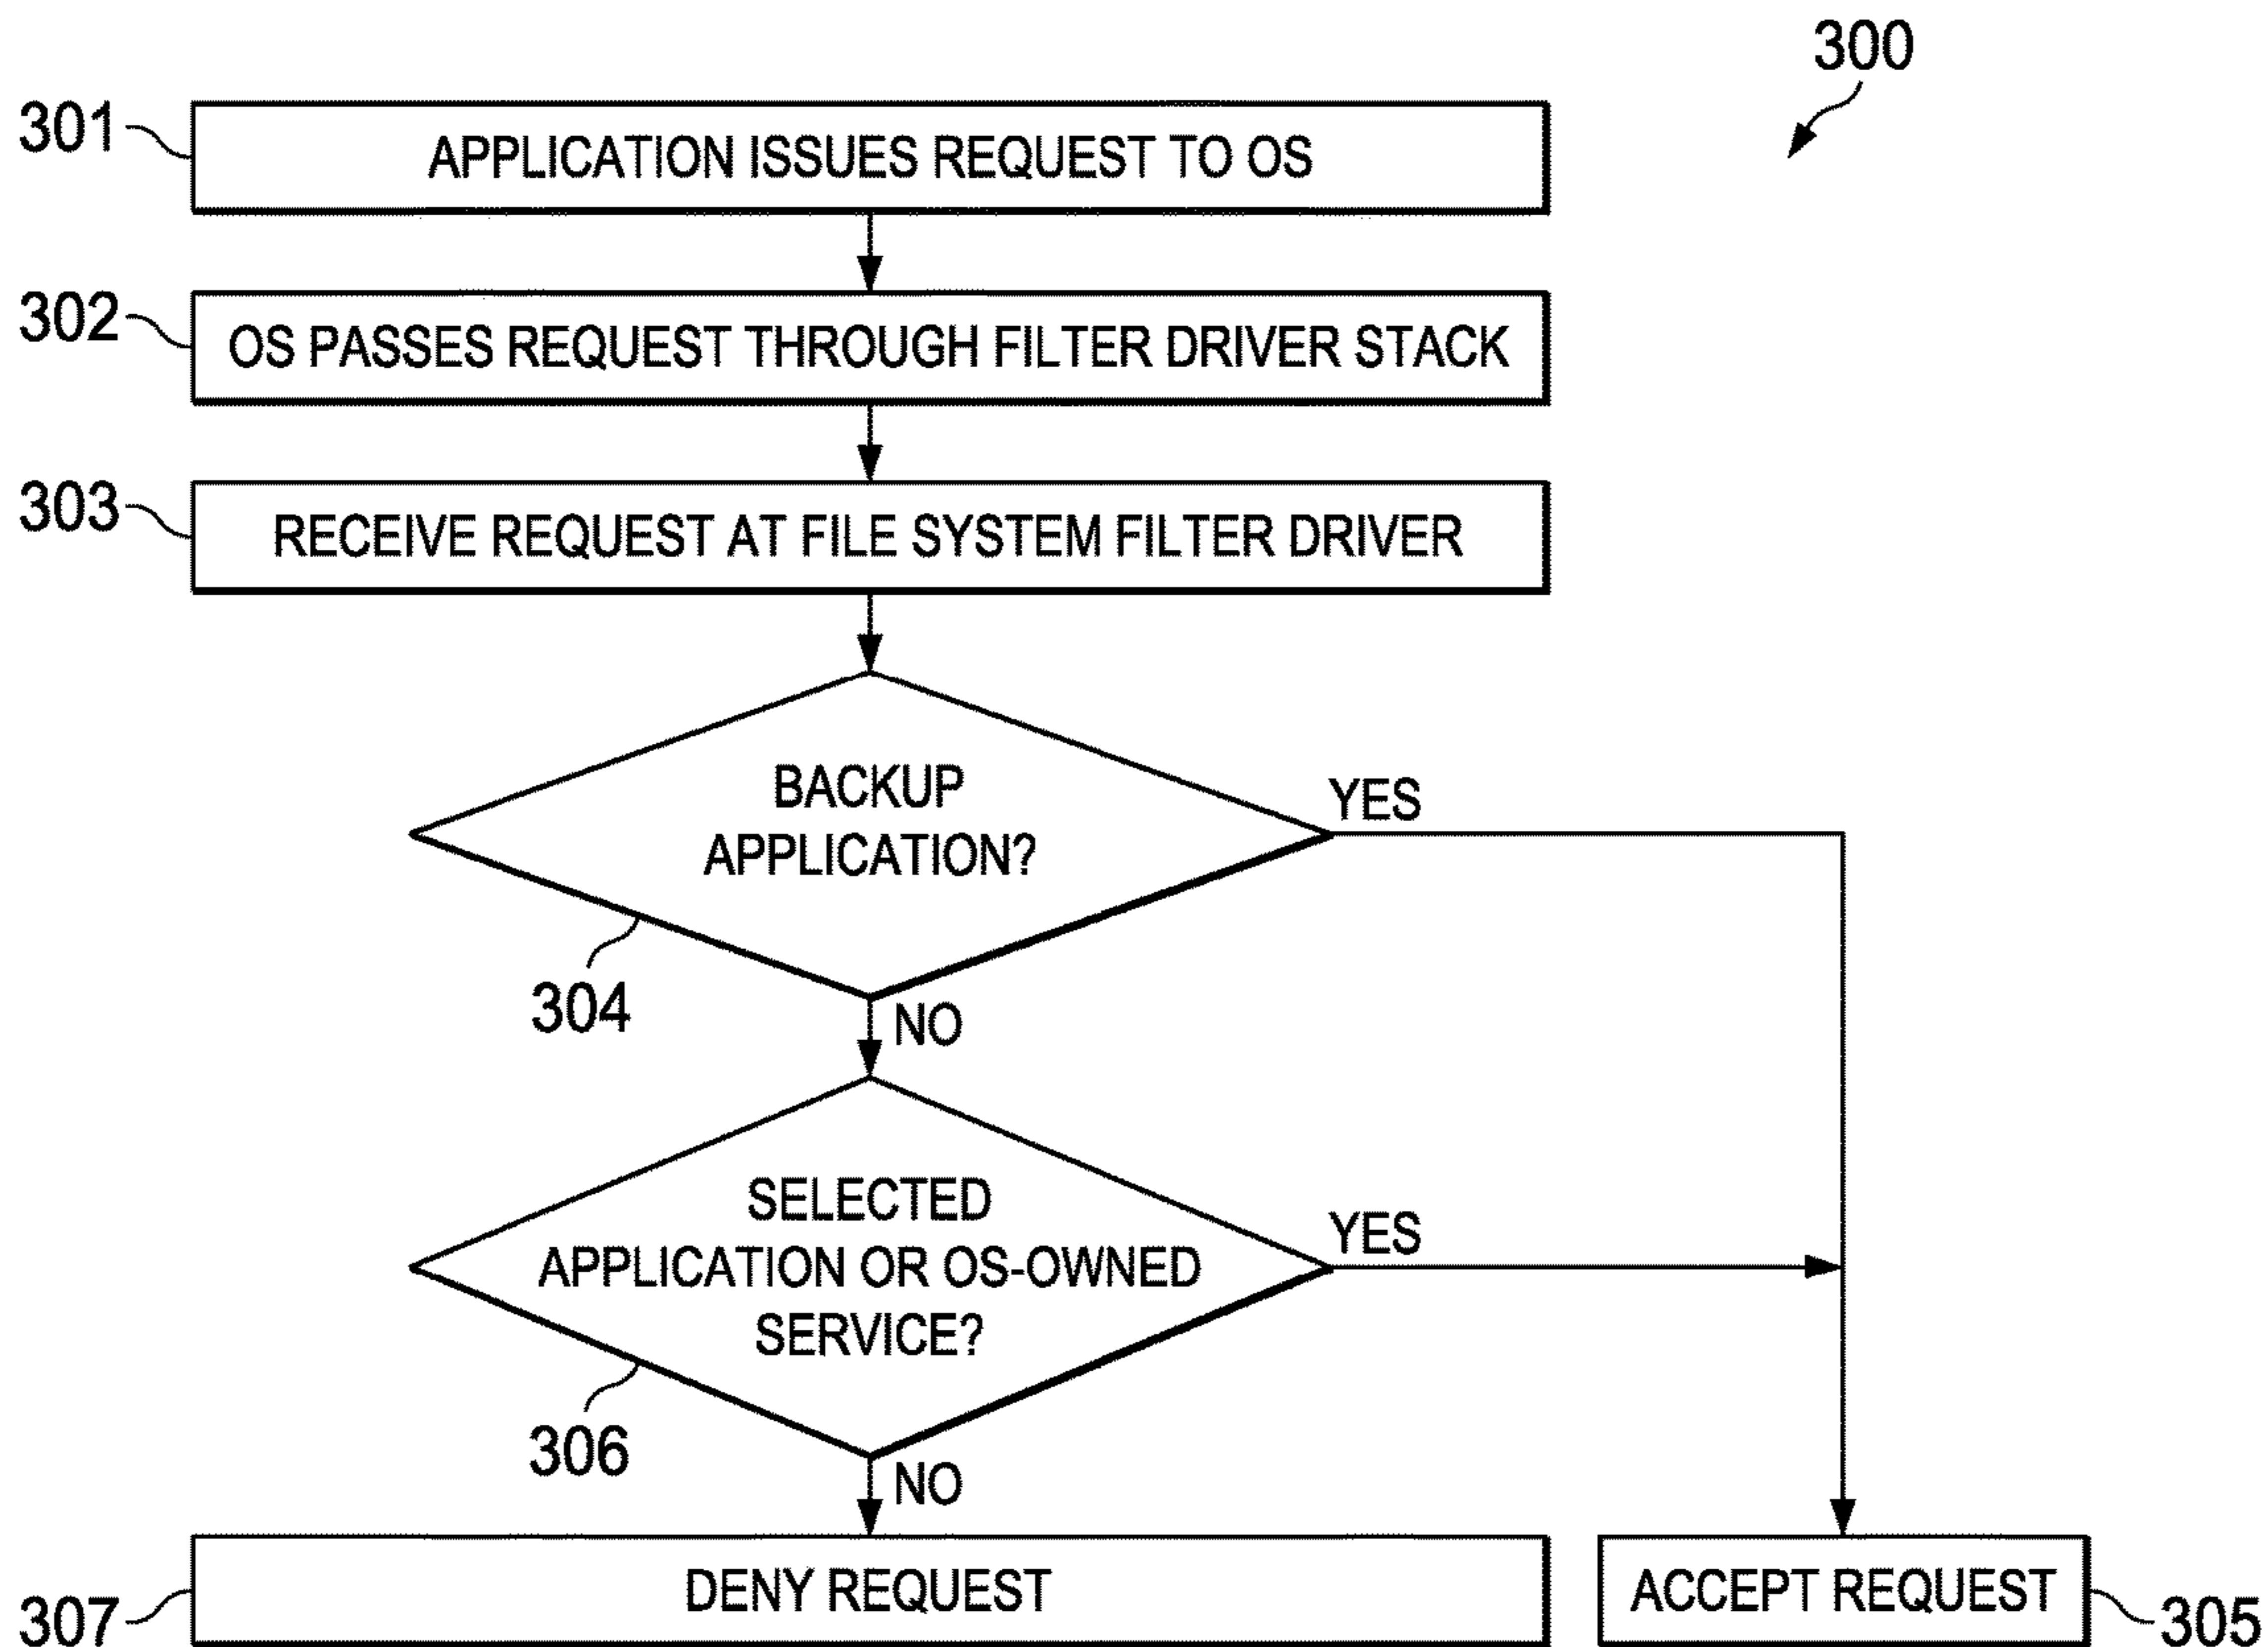 300
301
APPLICATION ISSUES REQUEST TO OS
302
OS PASSES REQUEST THROUGH FILTER DRIVER STACK
303
RECEIVE REQUEST AT FILE SYSTEM FILTER DRIVER
BACKUP
APPLICATION?
YES
304
NO
SELECTED
APPLICATION OR OS-OWNED
SERVICE?
YES
306
NO
307
DENY REQUEST
ACCEPT REQUEST
305